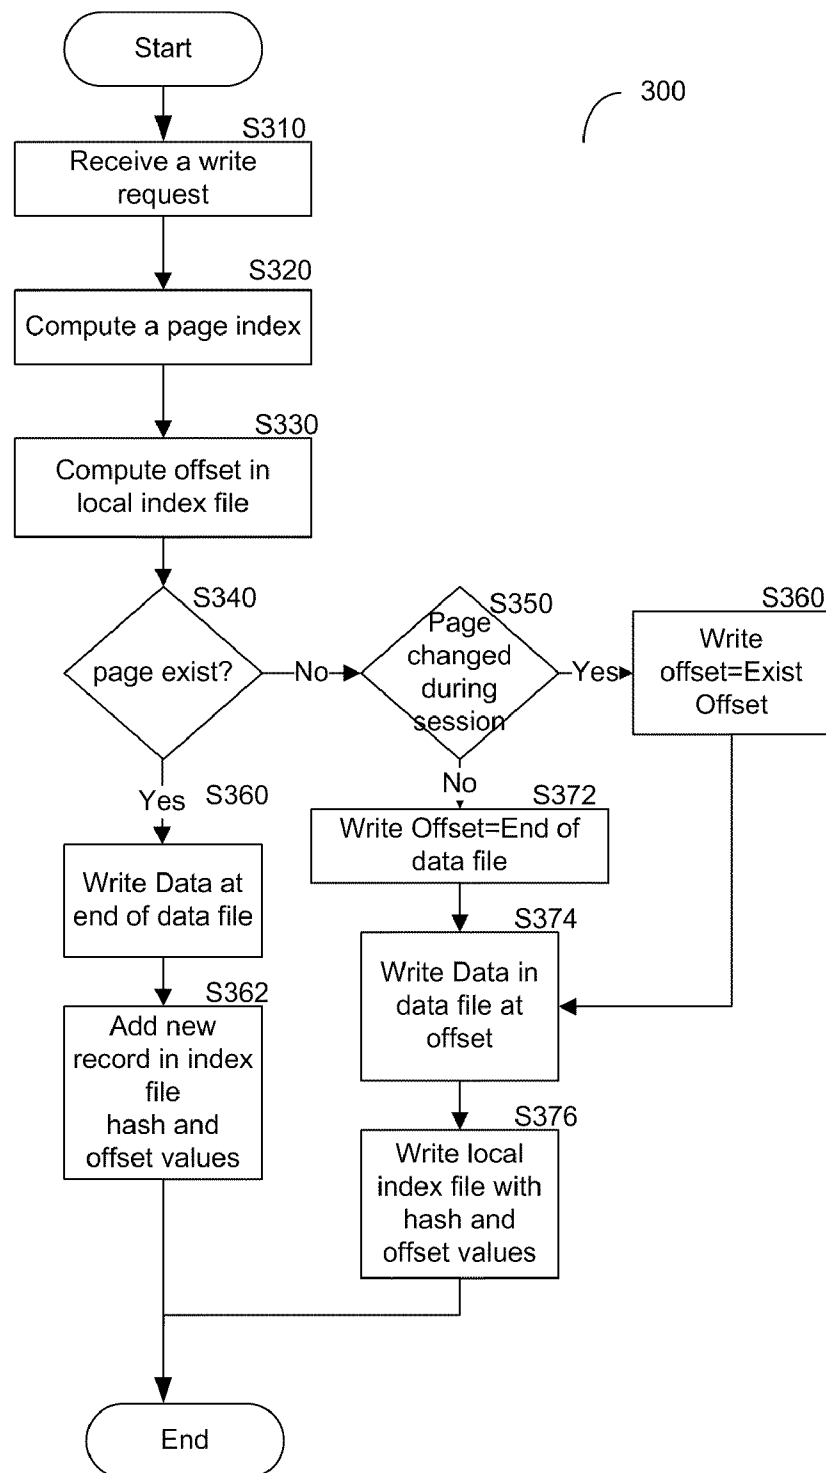 Start
300
S310
Receive a write
request
S320
Compute a page index
S330
Compute offset in
local index file
S340
page exist?
No
S350
Page
changed
during
session
Yes
S360
Write
offset=Exist
Offset
Yes
S360
No
S372
Write Offset=End of
data file
Write Data at
end of data file
S374
Write Data in
data file at
offset
S362
Add new
record in index
file
hash and
offset values
S376
Write local
index file with
hash and
offset values
End